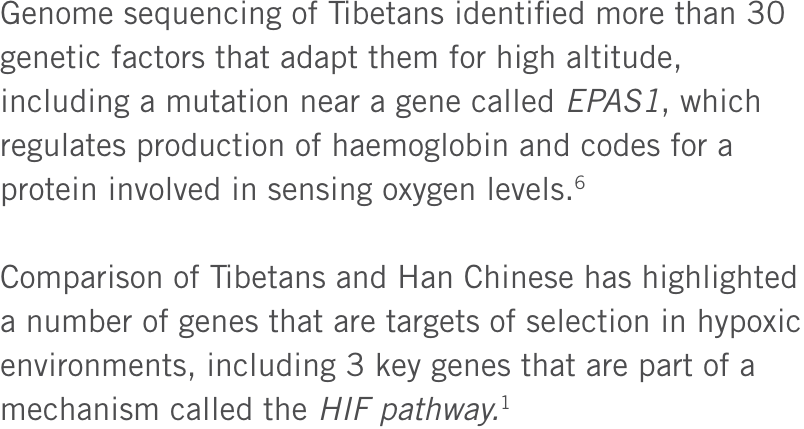 Genome sequencing of Tibetans identified more than 30
genetic factors that adapt them for high altitude,
including a mutation near a gene called EPAS1, which
regulates production of haemoglobin and codes for a
protein involved in sensing oxygen levels.⁶
Comparison of Tibetans and Han Chinese has highlighted
a number of genes that are targets of selection in hypoxic
environments, including 3 key genes that are part of a
mechanism called the HIF pathway.¹